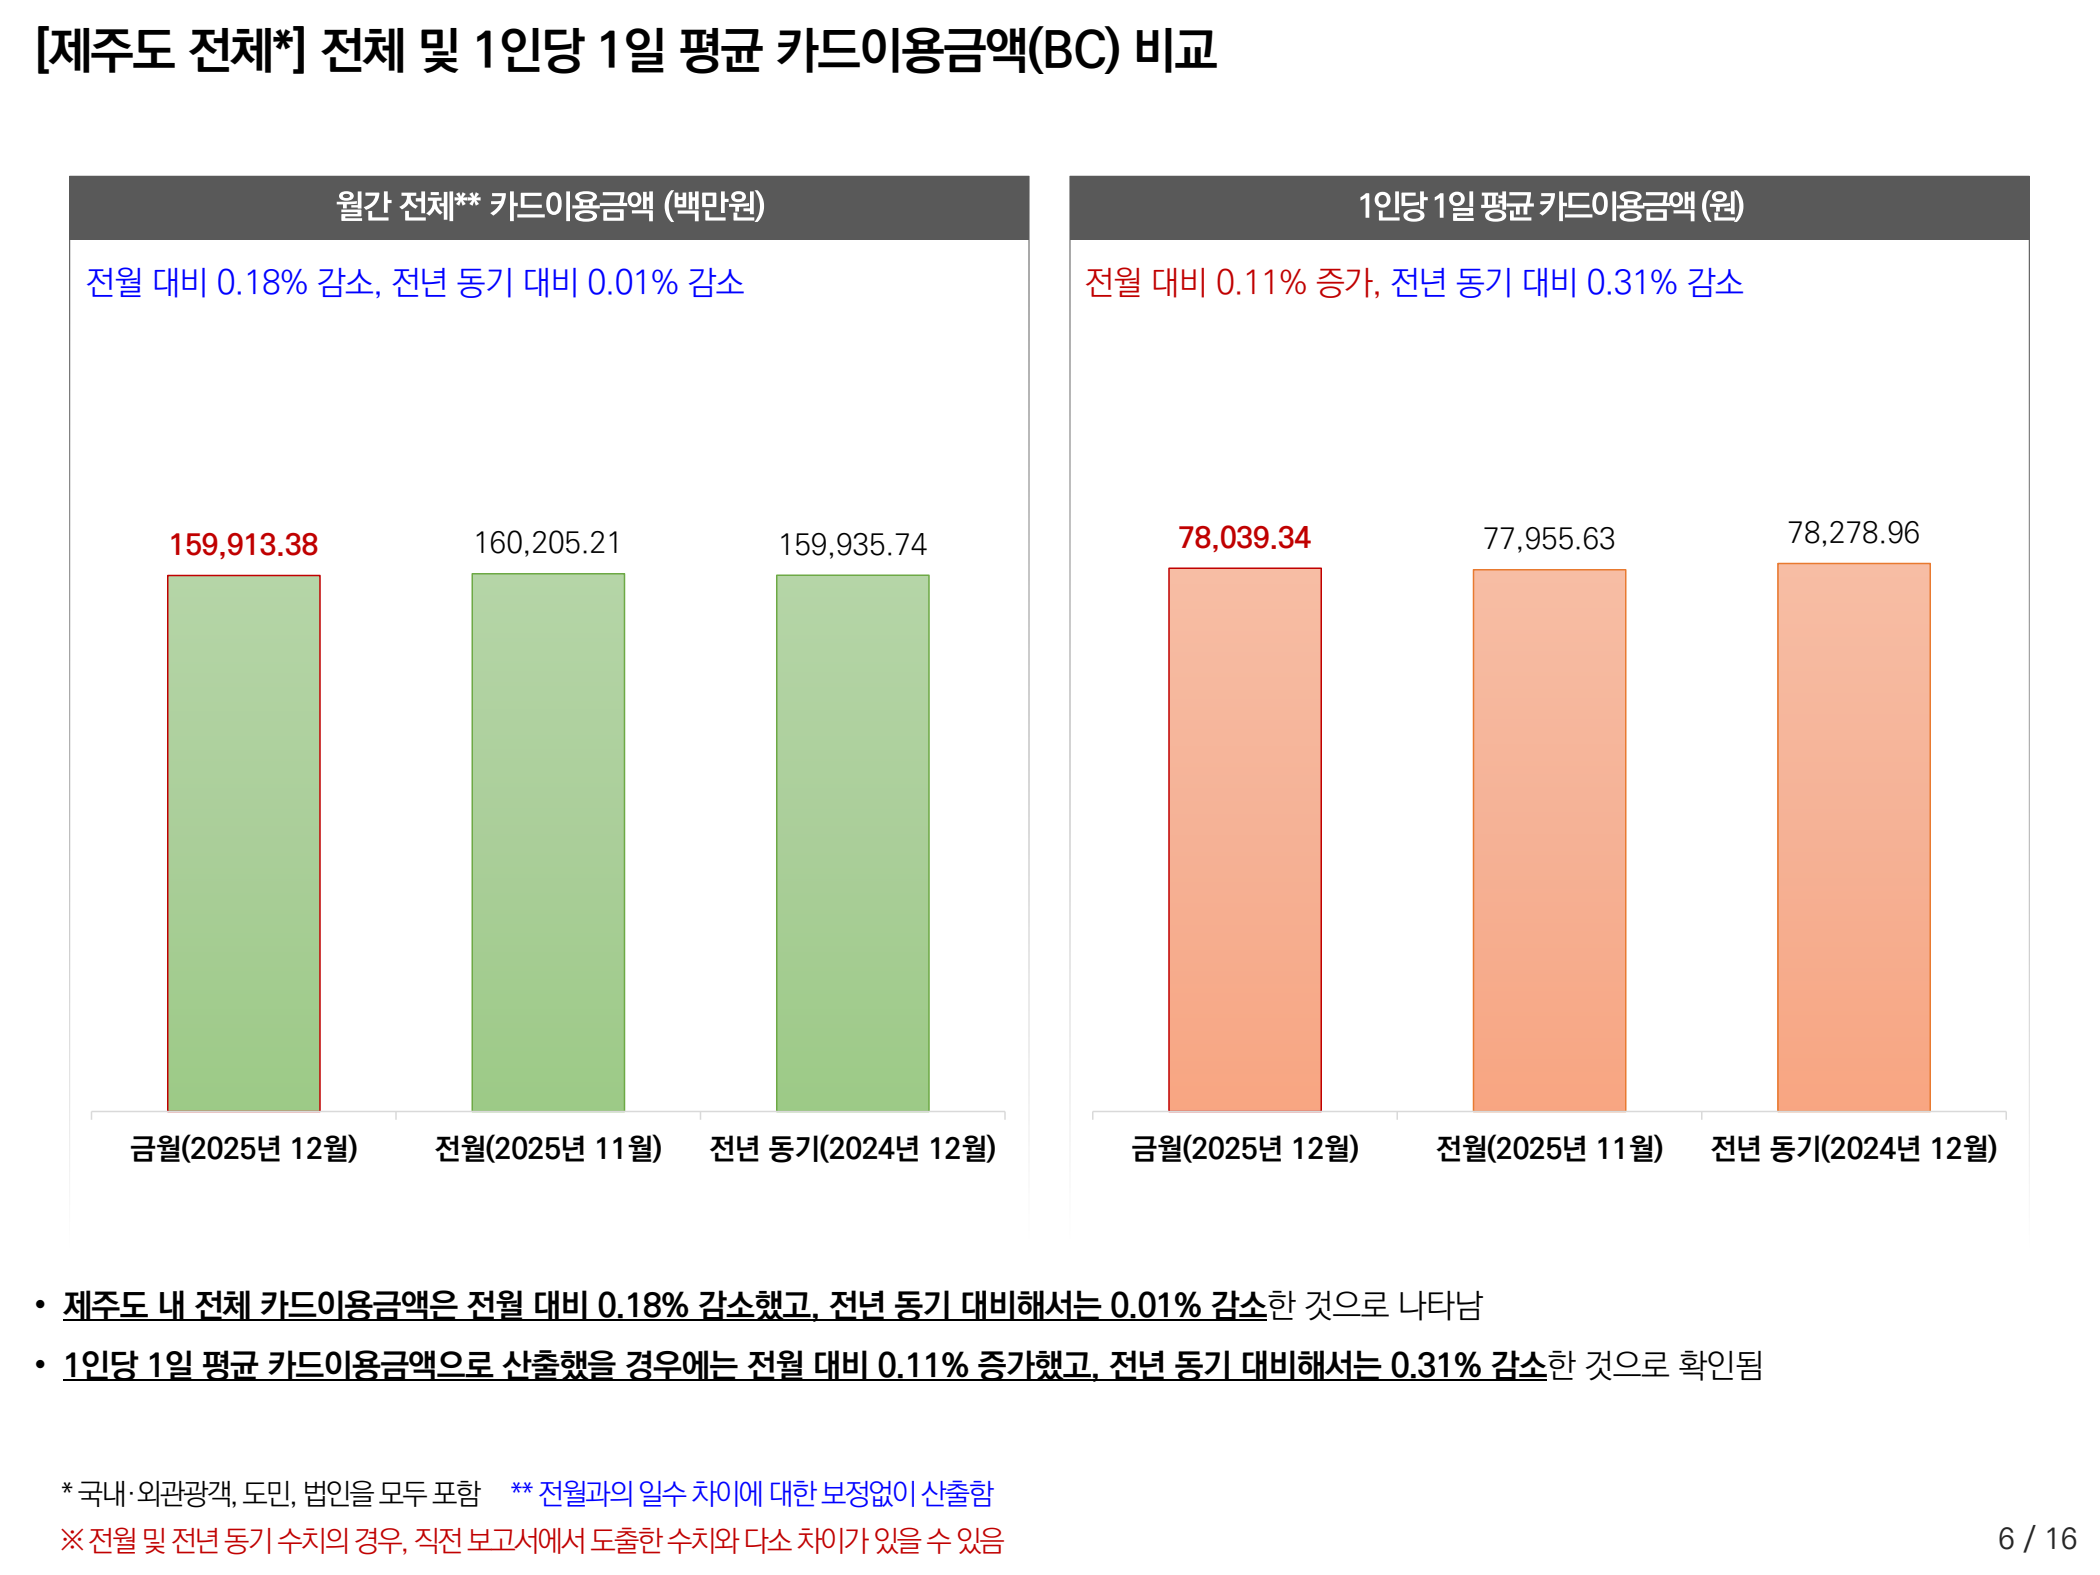 [제주도 전체*] 전체 및 1인당 1일 평균 카드이용금액(BC) 비교
월간 전체** 카드이용금액 (백만원)
전월 대비 0.18% 감소, 전년 동기 대비 0.01% 감소
159,913.38
160,205.21
159,935.74
금월(2025년 12월)
전월(2025년 11월)
전년 동기(2024년 12월)
1인당 1일 평균 카드이용금액 (원)
전월 대비 0.11% 증가, 전년 동기 대비 0.31% 감소
78,039.34
77,955.63
78,278.96
금월(2025년 12월)
전월(2025년 11월)
전년 동기(2024년 12월)
• 제주도 내 전체 카드이용금액은 전월 대비 0.18% 감소했고, 전년 동기 대비해서는 0.01% 감소한 것으로 나타남
• 1인당 1일 평균 카드이용금액으로 산출했을 경우에는 전월 대비 0.11% 증가했고, 전년 동기 대비해서는 0.31% 감소한 것으로 확인됨
* 국내·외관광객, 도민, 법인을 모두 포함 ** 전월과의 일수 차이에 대한 보정없이 산출함
※ 전월 및 전년 동기 수치의 경우, 직전 보고서에서 도출한 수치와 다소 차이가 있을 수 있음
6 / 16